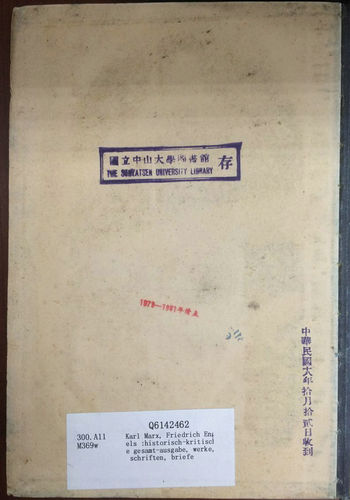 國立中山大學圖書館
THE SUNYATSEN UNIVERSITY LIBRARY
存
1979—1981年清点
中華民國十八年拾月拾貳日收到
Q6142462
300.A11
M369w
Karl Marx, Friedrich Eng
els :historisch-kritisch
e gesamt-ausgabe, werke,
schriften, briefe